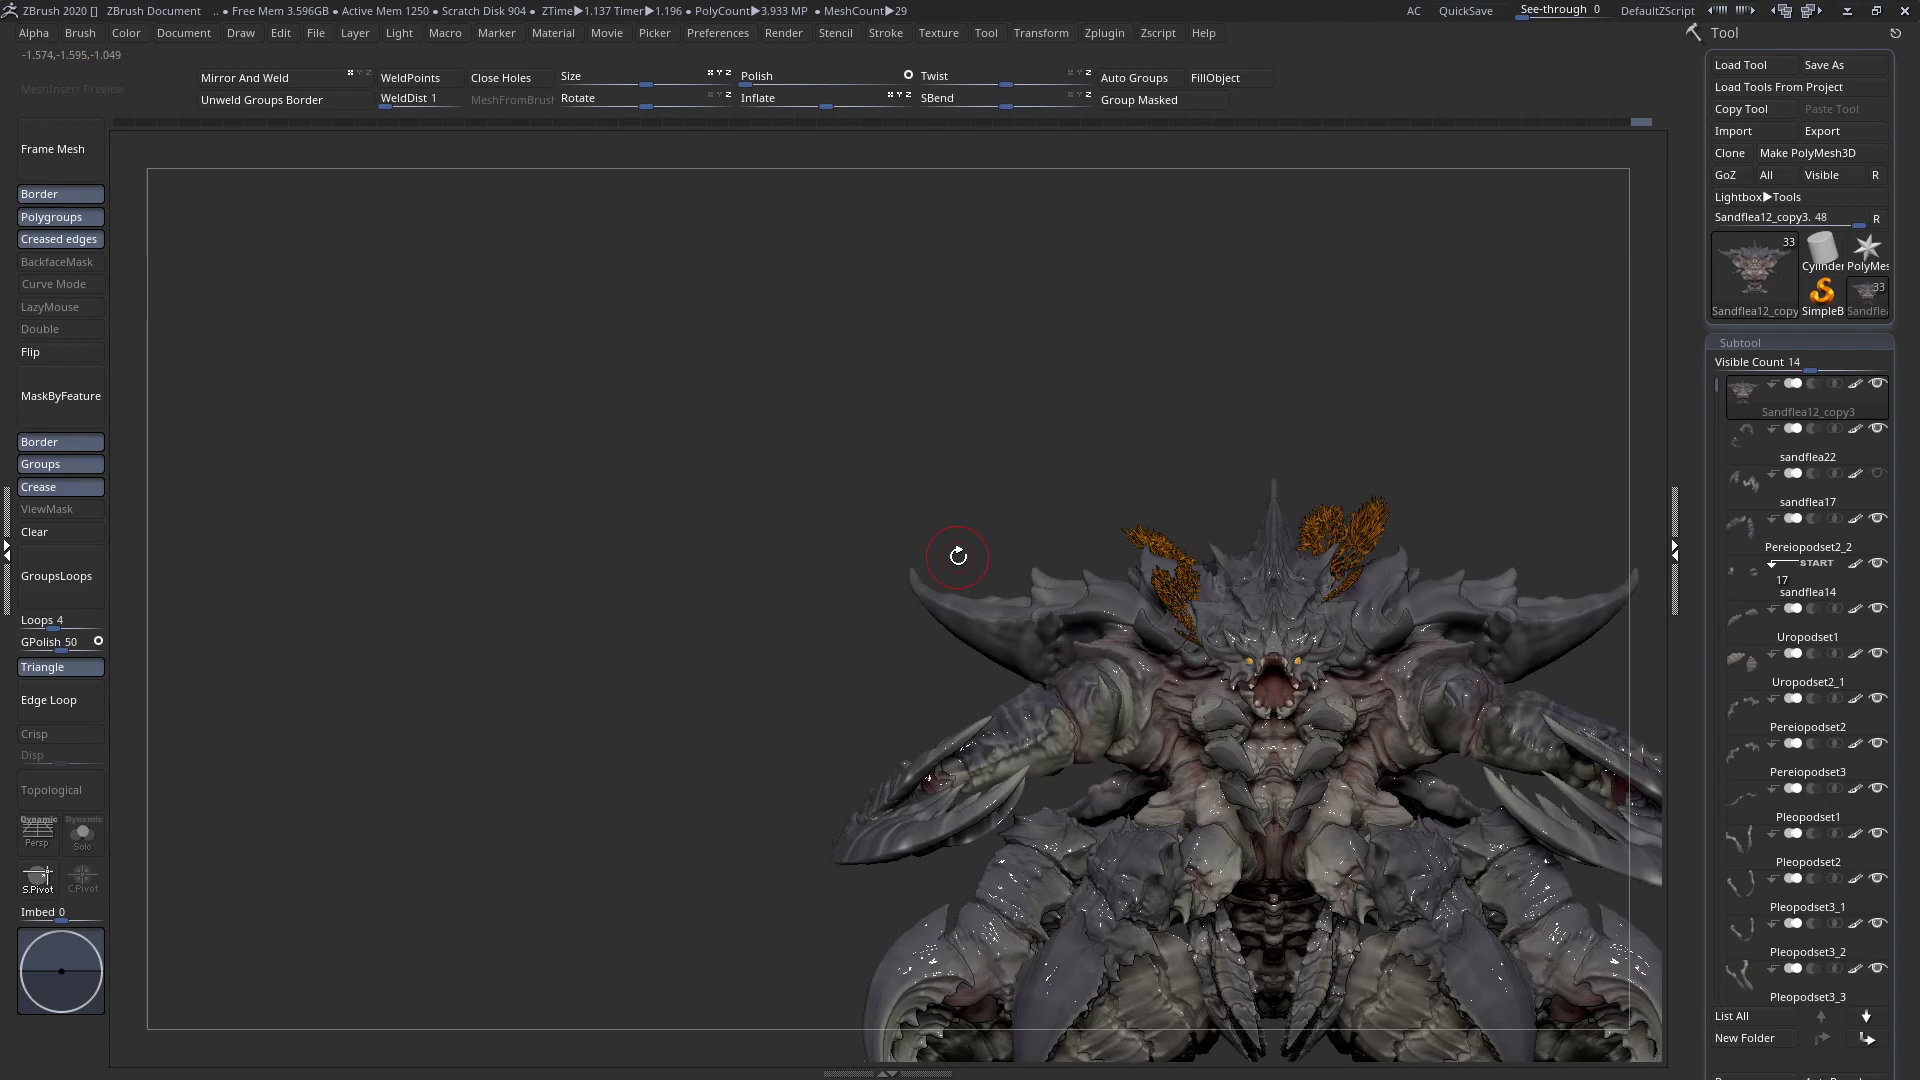 ZBrush 2020 [] ZBrush Document .. ● Free Mem 3.596GB ● Active Mem 1250 ● Scratch Disk 904 ● ZTime▶1.137 Timer▶1.196 ● PolyCount▶3.933 MP ● MeshCount▶29 AC QuickSave See-through 0 DefaultZScript
Alpha Brush Color Document Draw Edit File Layer Light Macro Marker Material Movie Picker Preferences Render Stencil Stroke Texture Tool Transform Zplugin Zscript Help
-1.574,-1.595,-1.049
MeshInsert Preview
Mirror And Weld WeldPoints Close Holes Size Polish Twist Auto Groups FillObject
Unweld Groups Border WeldDist 1 MeshFromBrush Rotate Inflate SBend Group Masked
Frame Mesh
Border
Polygroups
Creased edges
BackfaceMask
Curve Mode
LazyMouse
Double
Flip
MaskByFeature
Border
Groups
Crease
ViewMask
Clear
GroupsLoops
Loops 4
GPolish 50
Triangle
Edge Loop
Crisp
Disp
Topological
Dynamic Dynamic
Persp Solo
S.Pivot C.Pivot
Imbed 0
Tool
Load Tool Save As
Load Tools From Project
Copy Tool Paste Tool
Import Export
Clone Make PolyMesh3D
GoZ All Visible R
Lightbox▶Tools
Sandflea12_copy3. 48 R
33
Cylinder PolyMes
33
Sandflea12_copy SimpleB Sandflea
Subtool
Visible Count 14
Sandflea12_copy3
sandflea22
sandflea17
Pereiopodset2_2
START
17
sandflea14
Uropodset1
Uropodset2_1
Pereiopodset2
Pereiopodset3
Pleopodset1
Pleopodset2
Pleopodset3_1
Pleopodset3_2
Pleopodset3_3
List All
New Folder